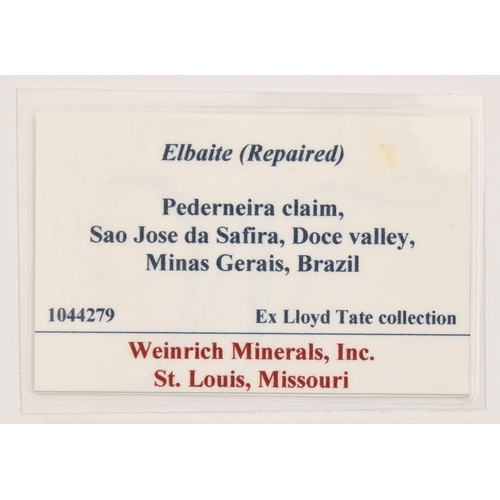 Elbaite (Repaired)
Pederneira claim,
Sao Jose da Safira, Doce valley,
Minas Gerais, Brazil
1044279 Ex Lloyd Tate collection
Weinrich Minerals, Inc.
St. Louis, Missouri